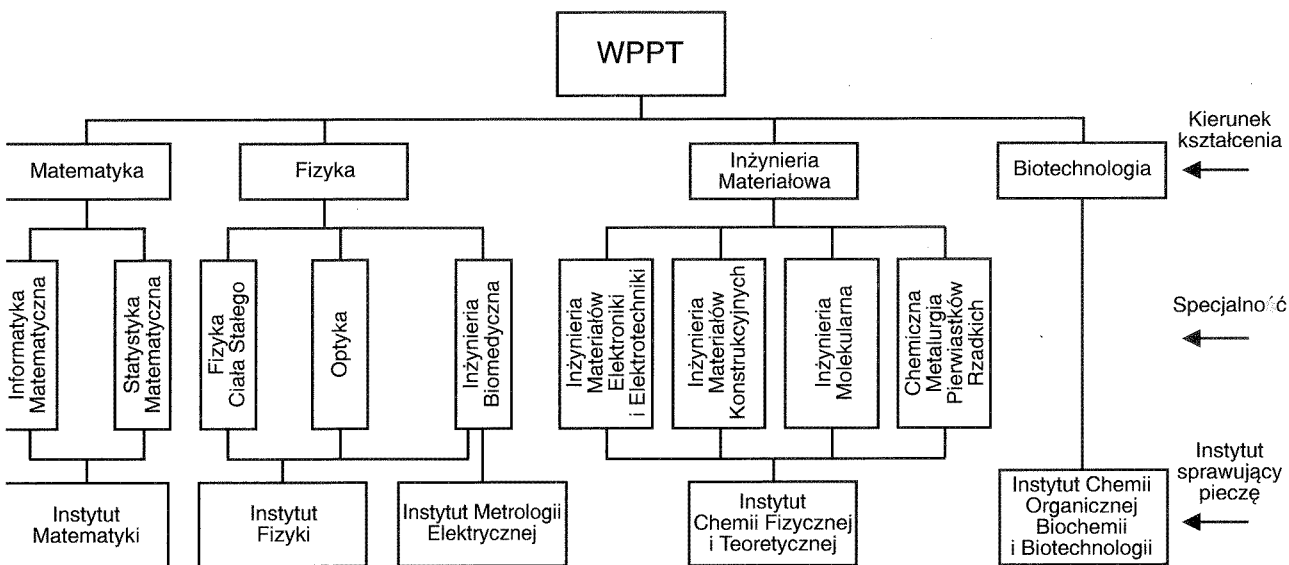 WPPT
Kierunek
kształcenia
Matematyka
Fizyka
Inżynieria
Materiałowa
Biotechnologia
Informatyka
Matematyczna
Statystyka
Matematyczna
Fizyka
Ciała Stałego
Optyka
Inżynieria
Biomedyczna
Inżynieria
Materiałów
Elektroniki
i Elektrotechniki
Inżynieria
Materiałów
Konstrukcyjnych
Inżynieria
Molekularna
Chemiczna
Metalurgia
Pierwiastków
Rzadkich
Specjalność
Instytut
Matematyki
Instytut
Fizyki
Instytut Metrologii
Elektrycznej
Instytut
Chemii Fizycznej
i Teoretycznej
Instytut Chemii
Organicznej
Biochemii
i Biotechnologii
Instytut
sprawujący
pieczę